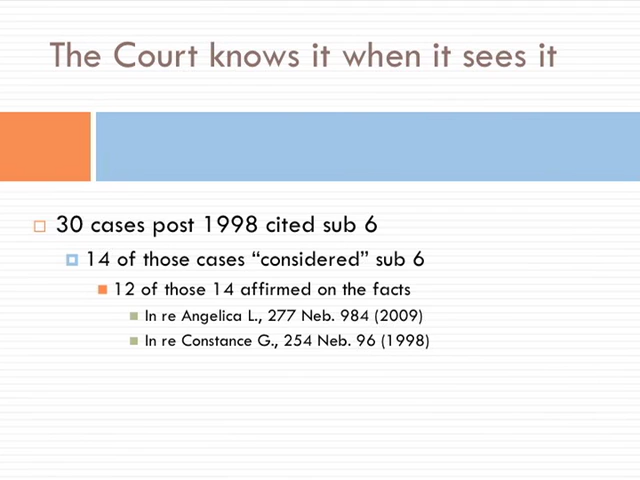 The Court knows it when it sees it
30 cases post 1998 cited sub 6
14 of those cases “considered” sub 6
12 of those 14 affirmed on the facts
In re Angelica L., 277 Neb. 984 (2009)
In re Constance G., 254 Neb. 96 (1998)